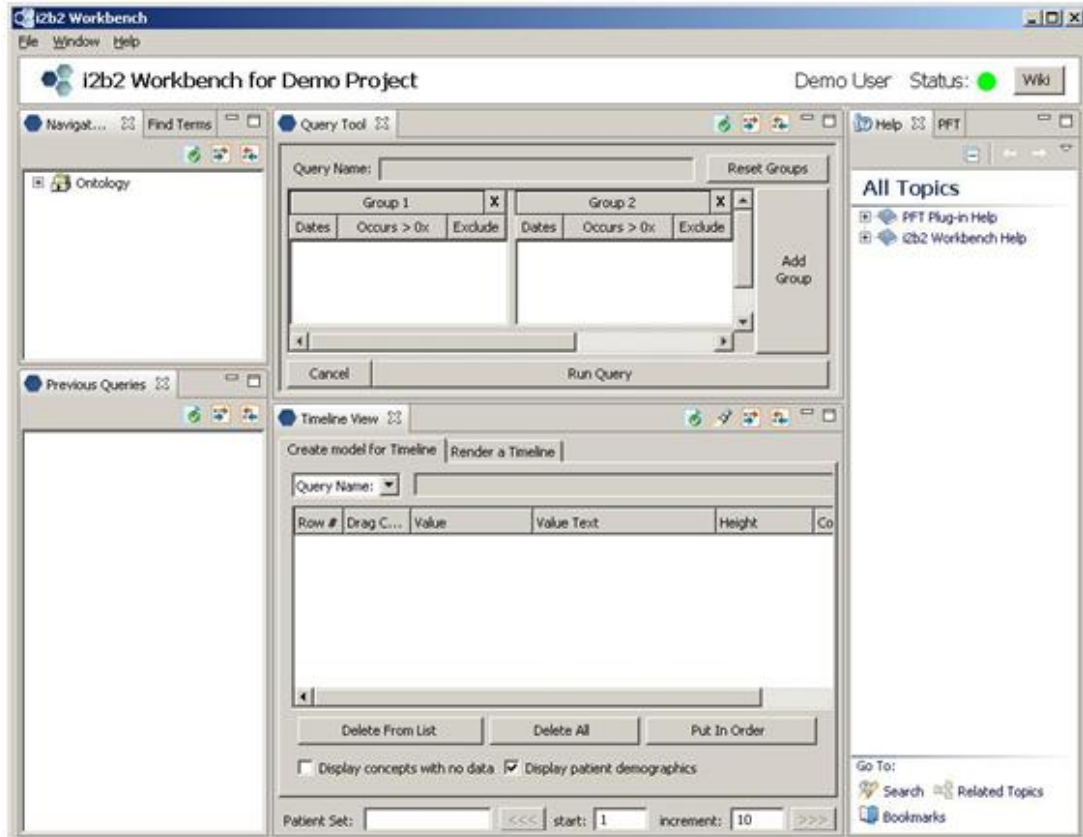 i2b2 Workbench
File Window Help
i2b2 Workbench for Demo Project
Demo User Status: Wiki
Navigat... Find Terms
Ontology
Previous Queries
Query Tool
Query Name: Reset Groups
Group 1 X Group 2 X
Dates Occurs > 0x Exclude Dates Occurs > 0x Exclude
Add
Group
Cancel Run Query
Timeline View
Create model for Timeline Render a Timeline
Query Name:
Row # Drag C... Value Value Text Height Co
Delete From List Delete All Put In Order
Display concepts with no data Display patient demographics
Patient Set: <<< start: 1 increment: 10 >>>
Help PFT
All Topics
PFT Plug-in Help
i2b2 Workbench Help
Go To:
Search Related Topics
Bookmarks